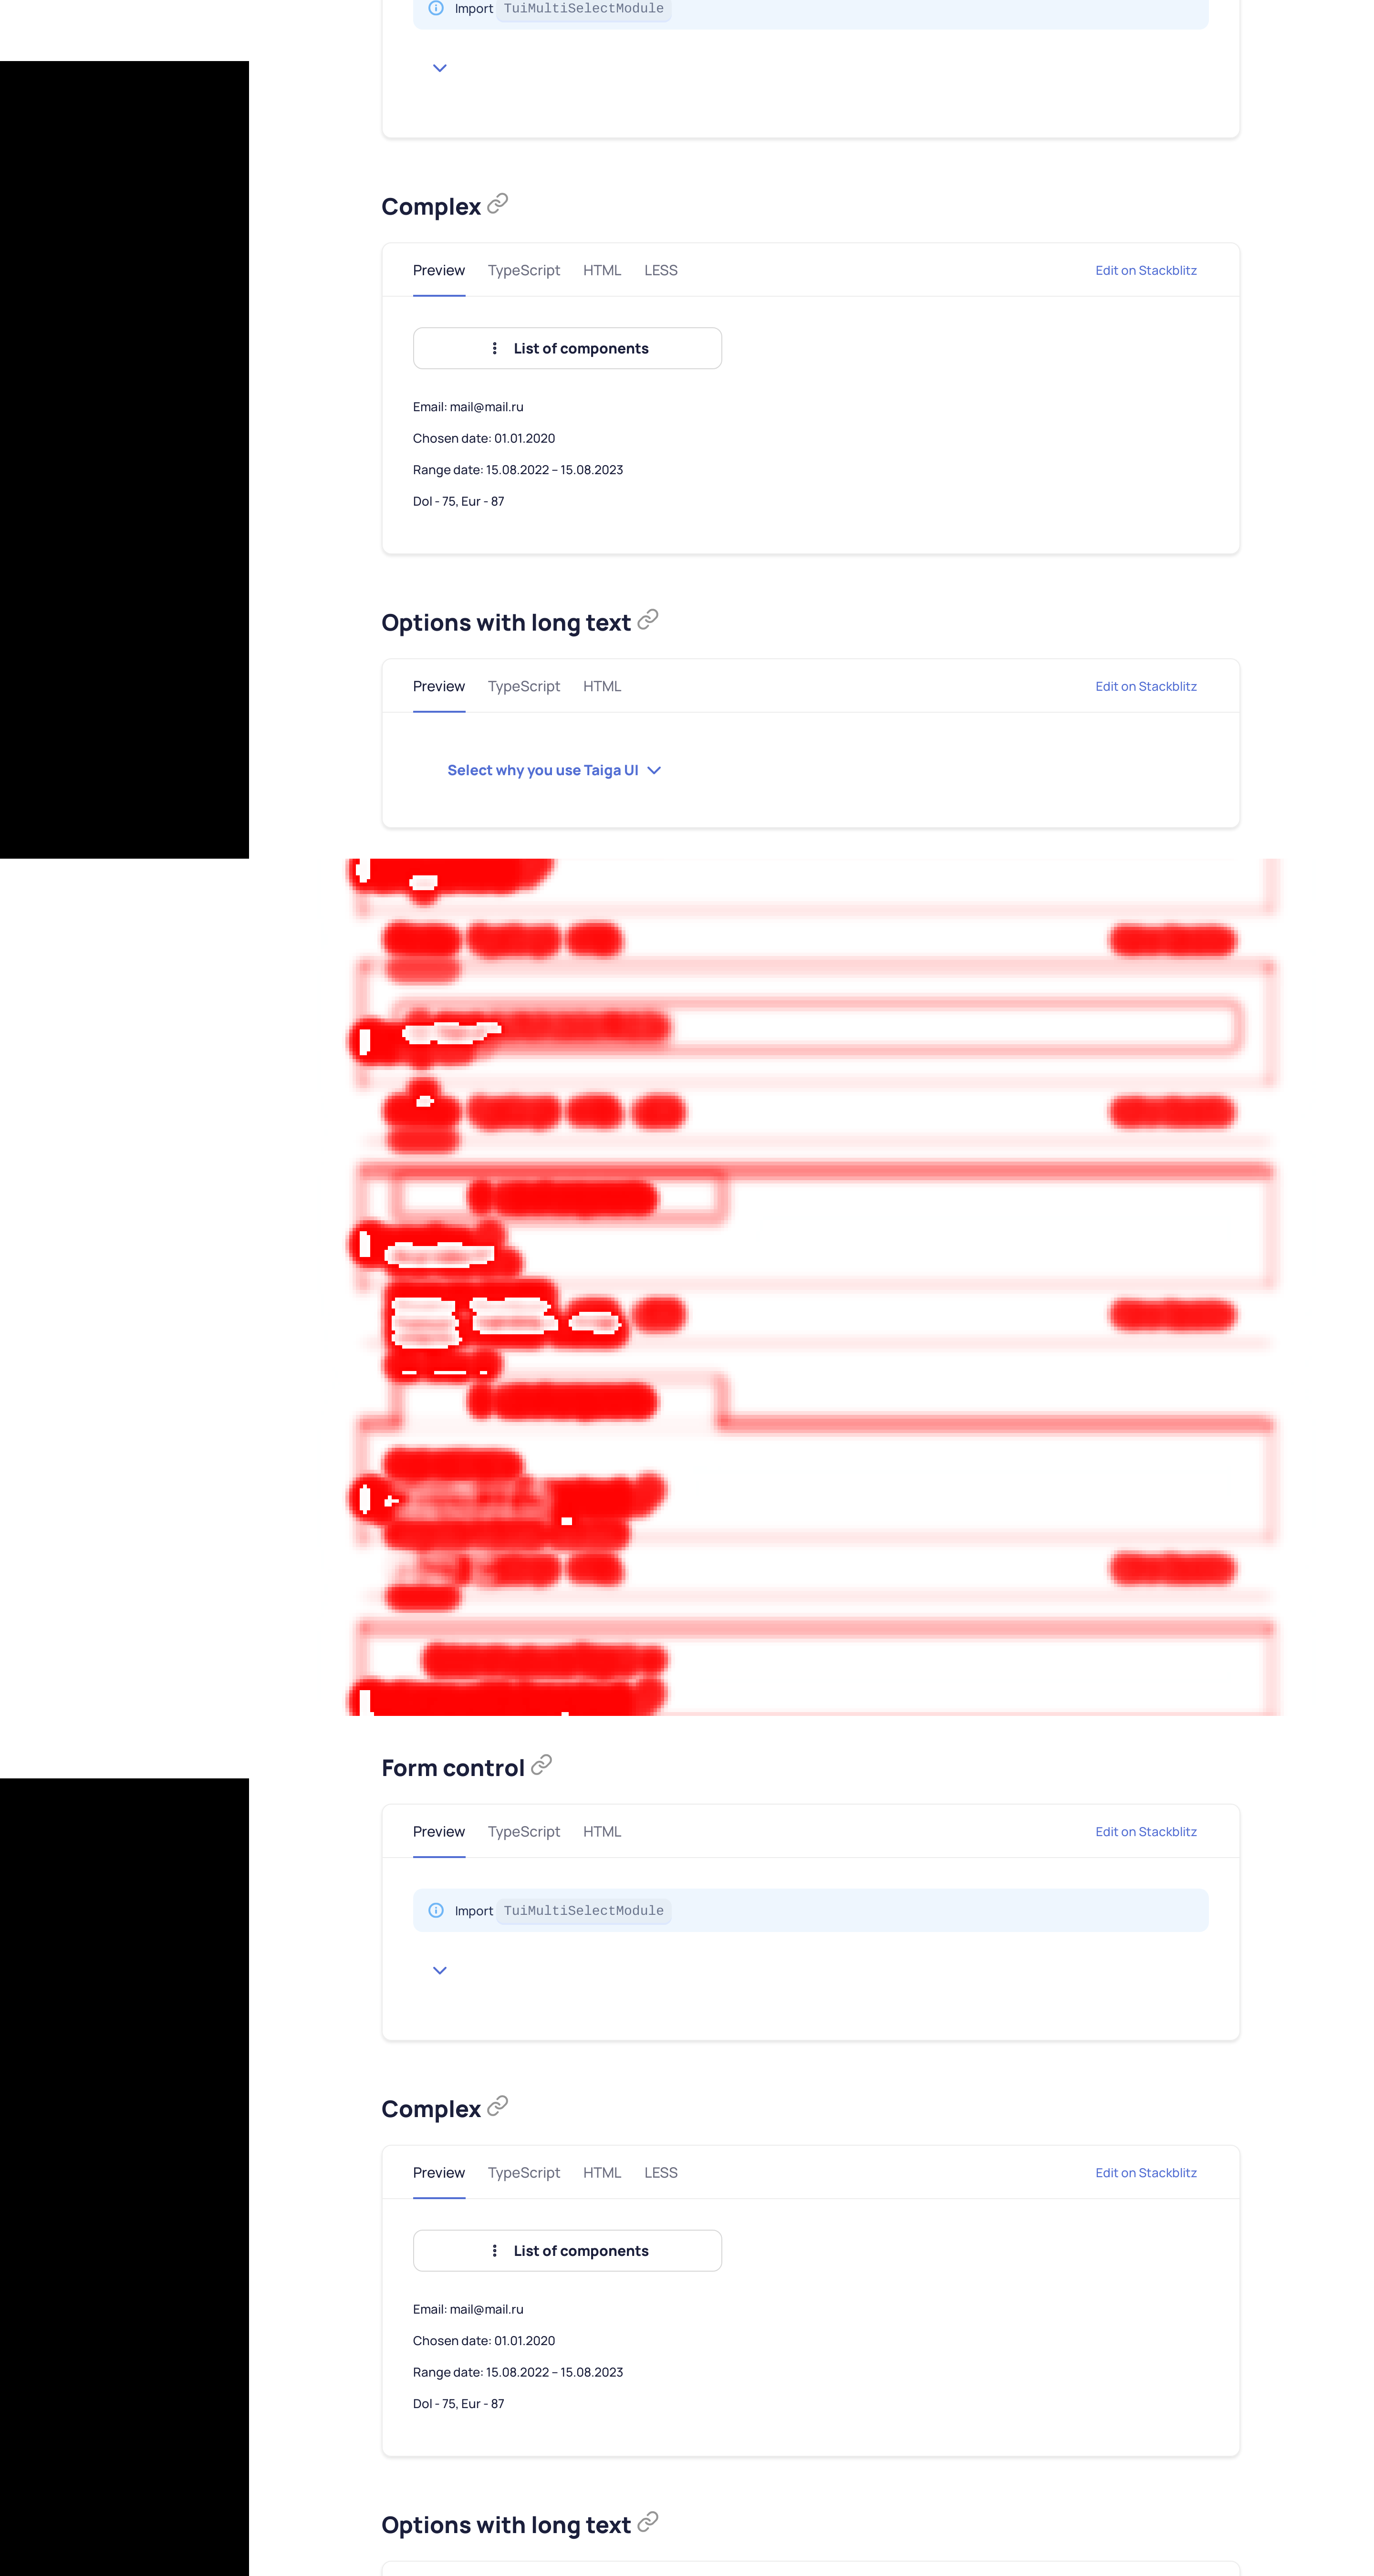 Import TuiMultiSelectModule
Complex
Preview TypeScript HTML LESS Edit on Stackblitz
List of components
Email: mail@mail.ru
Chosen date: 01.01.2020
Range date: 15.08.2022 – 15.08.2023
Dol - 75, Eur - 87
Options with long text
Preview TypeScript HTML Edit on Stackblitz
Select why you use Taiga UI
Form control
Preview TypeScript HTML Edit on Stackblitz
Import TuiMultiSelectModule
Complex
Preview TypeScript HTML LESS Edit on Stackblitz
List of components
Email: mail@mail.ru
Chosen date: 01.01.2020
Range date: 15.08.2022 – 15.08.2023
Dol - 75, Eur - 87
Options with long text